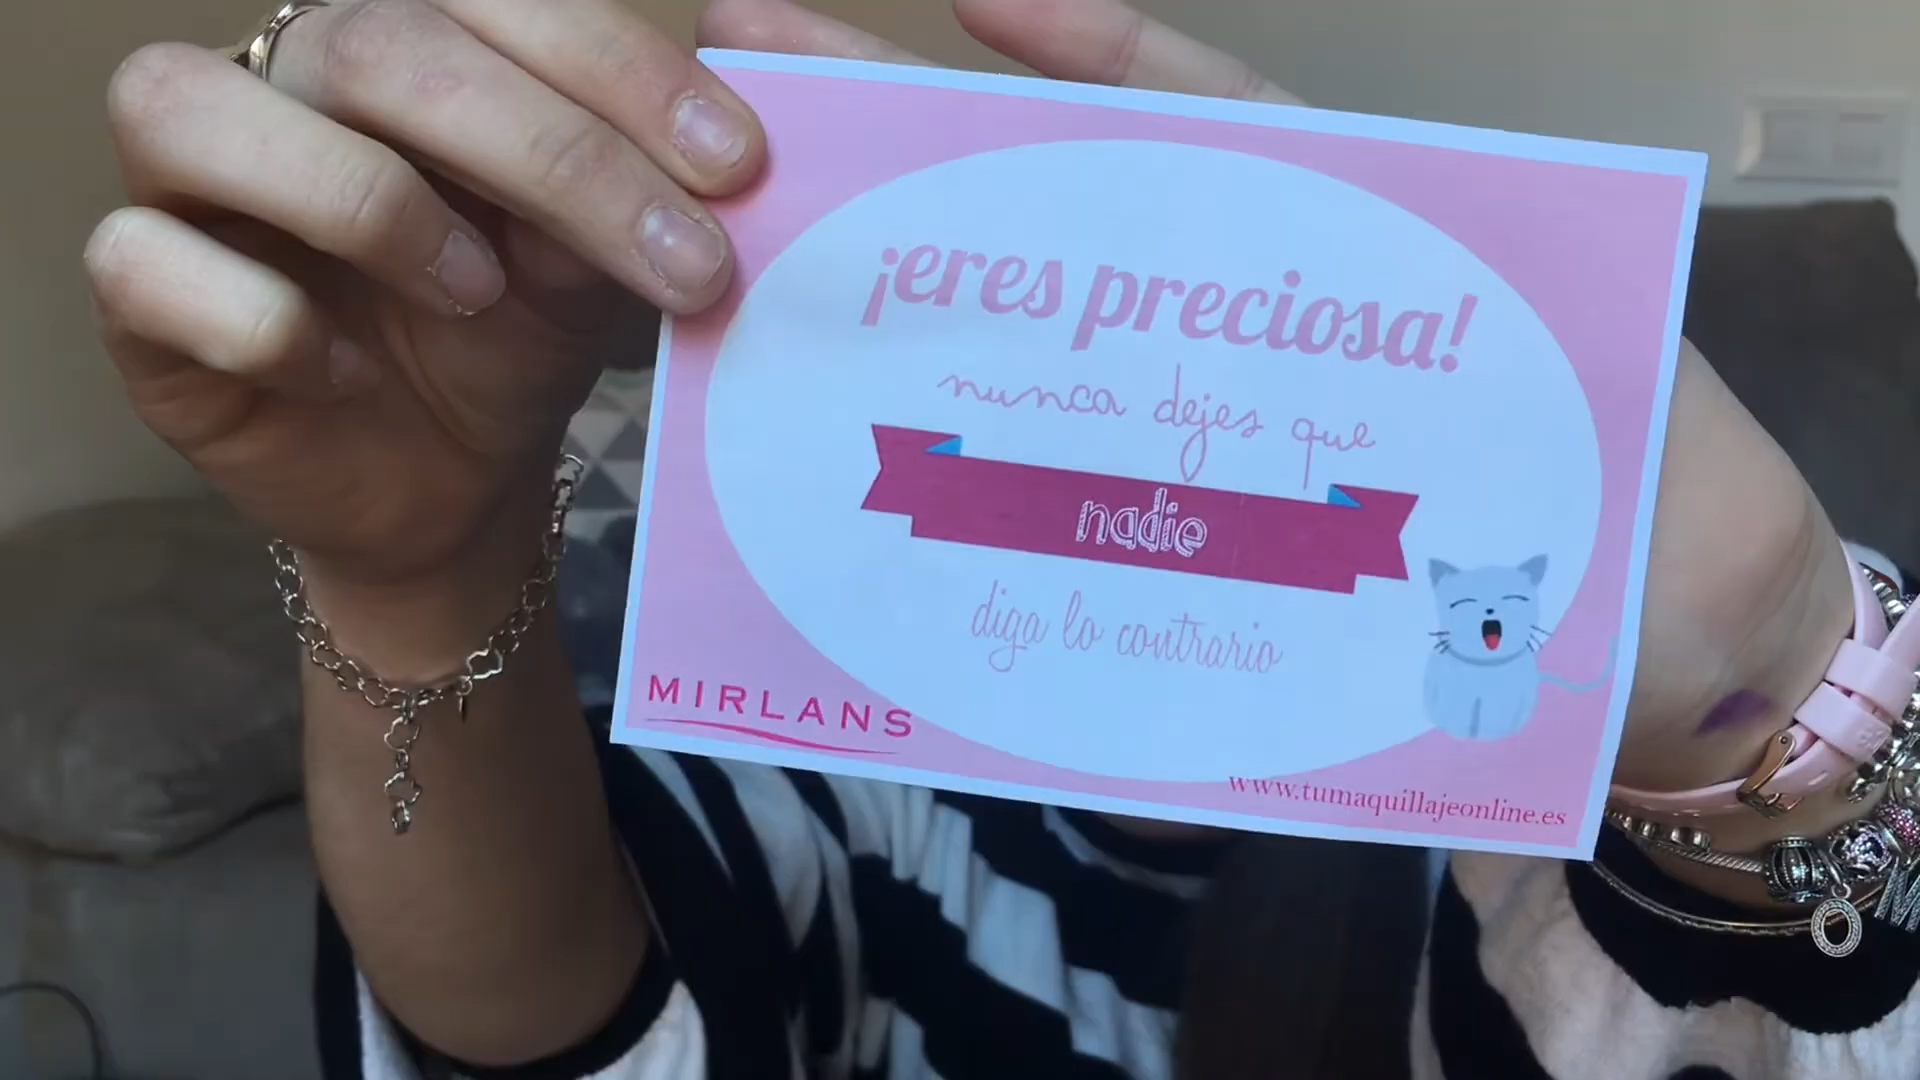 ¡eres preciosa!
nunca dejes que
nadie
diga lo contrario
MIRLANS
www.tumaquillajeonline.es
O
M